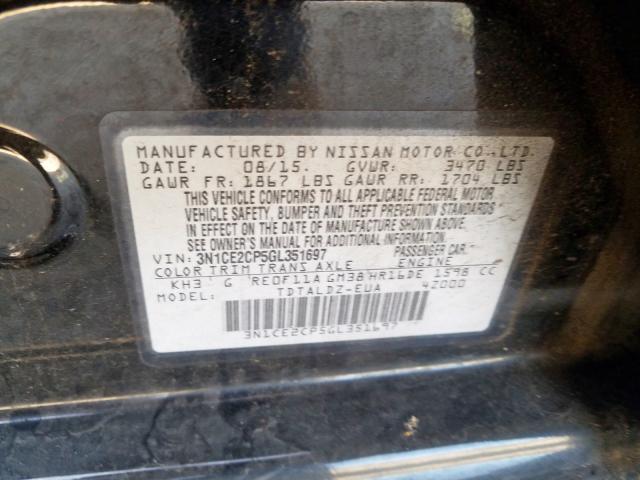 MANUFACTURED BY NISSAN MOTOR CO.,LTD.
DATE: 08/15. GVWR: 3470 LBS
GAWR FR: 1867 LBS GAWR RR: 1704 LBS
THIS VEHICLE CONFORMS TO ALL APPLICABLE FEDERAL MOTOR
VEHICLE SAFETY, BUMPER AND THEFT PREVENTION STANDARDS
IN EFFECT ON THE DATE OF MANUFACTURE SHOWN ABOVE.
SEE OWNER'S MANUAL FOR ADDITIONAL INFORMATION.
VIN: 3N1CE2CP5GL351697 PASSENGER CAR
COLOR TRIM TRANS AXLE ENGINE
KH3 G RE0F11A GM38 HR16DE 1598 CC
MODEL TDTALDZ-EUA 42000
3N1CE2CP5GL351697